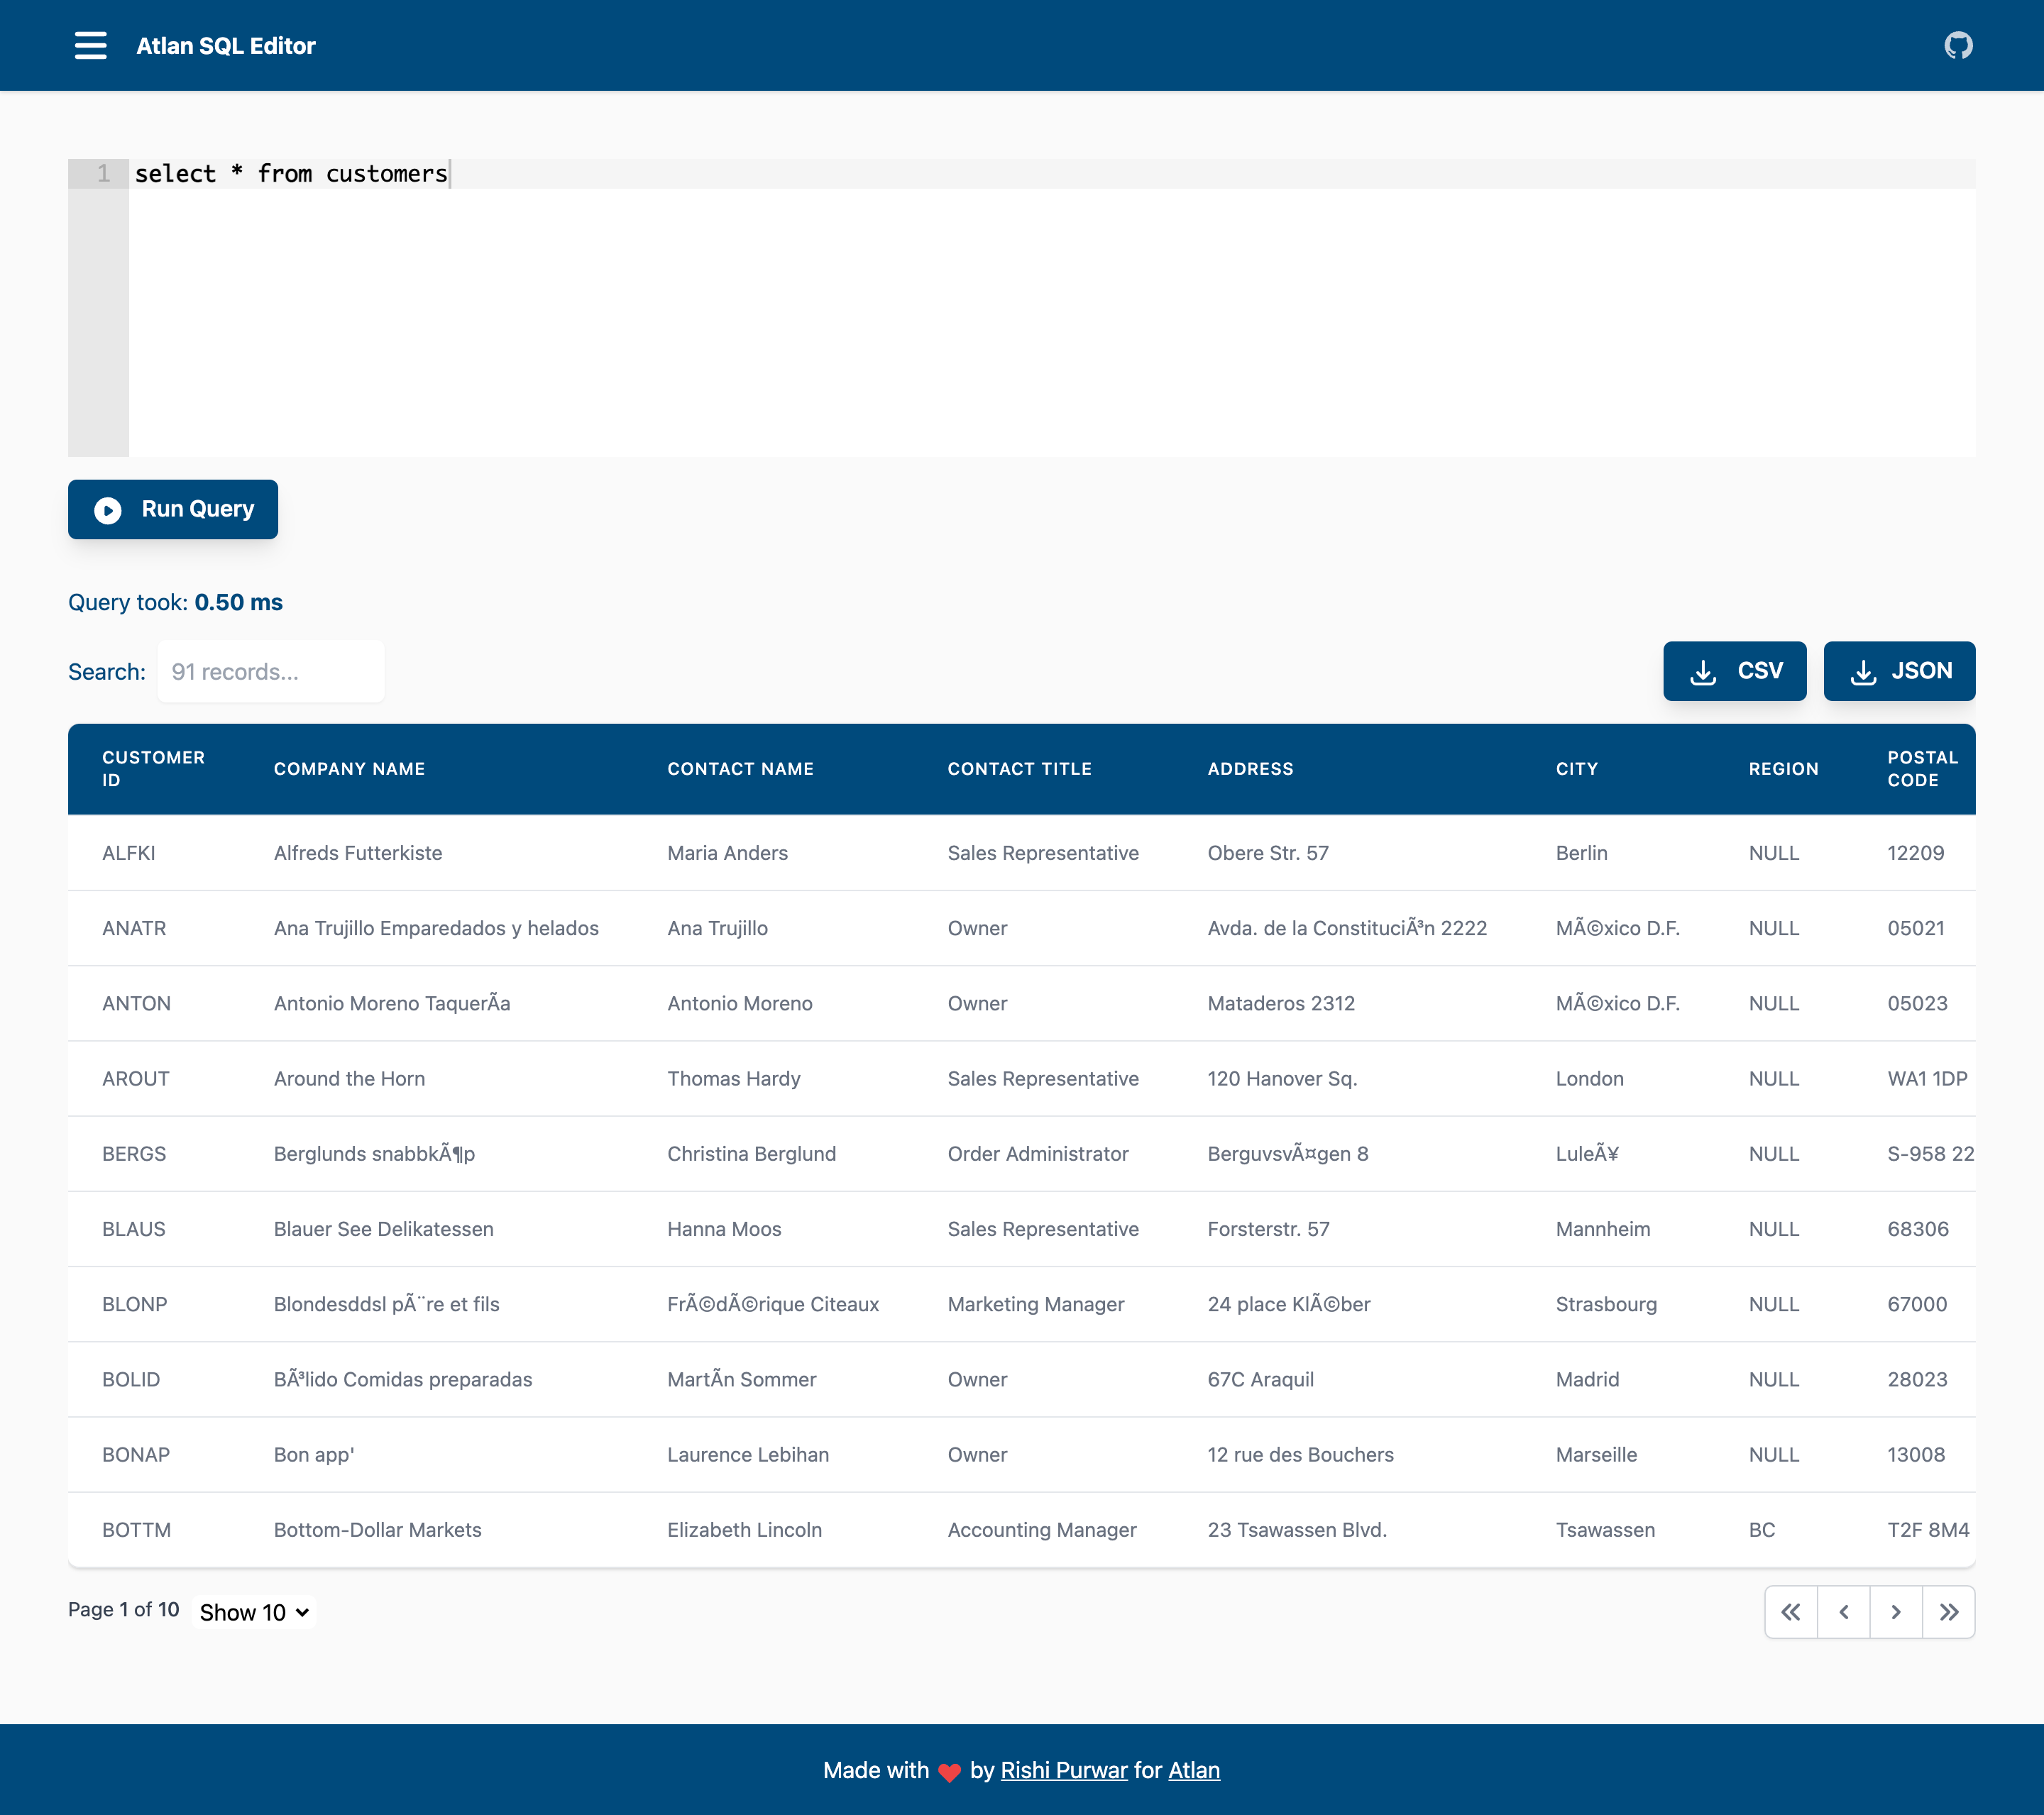 Atlan SQL Editor
1 select * from customers
Run Query
Query took: 0.50 ms
Search: 91 records... CSV JSON
CUSTOMER ID COMPANY NAME CONTACT NAME CONTACT TITLE ADDRESS CITY REGION POSTAL CODE
ALFKI Alfreds Futterkiste Maria Anders Sales Representative Obere Str. 57 Berlin NULL 12209
ANATR Ana Trujillo Emparedados y helados Ana Trujillo Owner Avda. de la ConstituciÃ³n 2222 MÃ©xico D.F. NULL 05021
ANTON Antonio Moreno TaquerÃa Antonio Moreno Owner Mataderos 2312 MÃ©xico D.F. NULL 05023
AROUT Around the Horn Thomas Hardy Sales Representative 120 Hanover Sq. London NULL WA1 1DP
BERGS Berglunds snabbkÃ¶p Christina Berglund Order Administrator BerguvsvÃ¤gen 8 LuleÃ¥ NULL S-958 22
BLAUS Blauer See Delikatessen Hanna Moos Sales Representative Forsterstr. 57 Mannheim NULL 68306
BLONP Blondesddsl pÃ¨re et fils FrÃ©dÃ©rique Citeaux Marketing Manager 24 place KlÃ©ber Strasbourg NULL 67000
BOLID BÃ³lido Comidas preparadas MartÃn Sommer Owner 67C Araquil Madrid NULL 28023
BONAP Bon app' Laurence Lebihan Owner 12 rue des Bouchers Marseille NULL 13008
BOTTM Bottom-Dollar Markets Elizabeth Lincoln Accounting Manager 23 Tsawassen Blvd. Tsawassen BC T2F 8M4
Page 1 of 10 Show 10
Made with ❤ by Rishi Purwar for Atlan